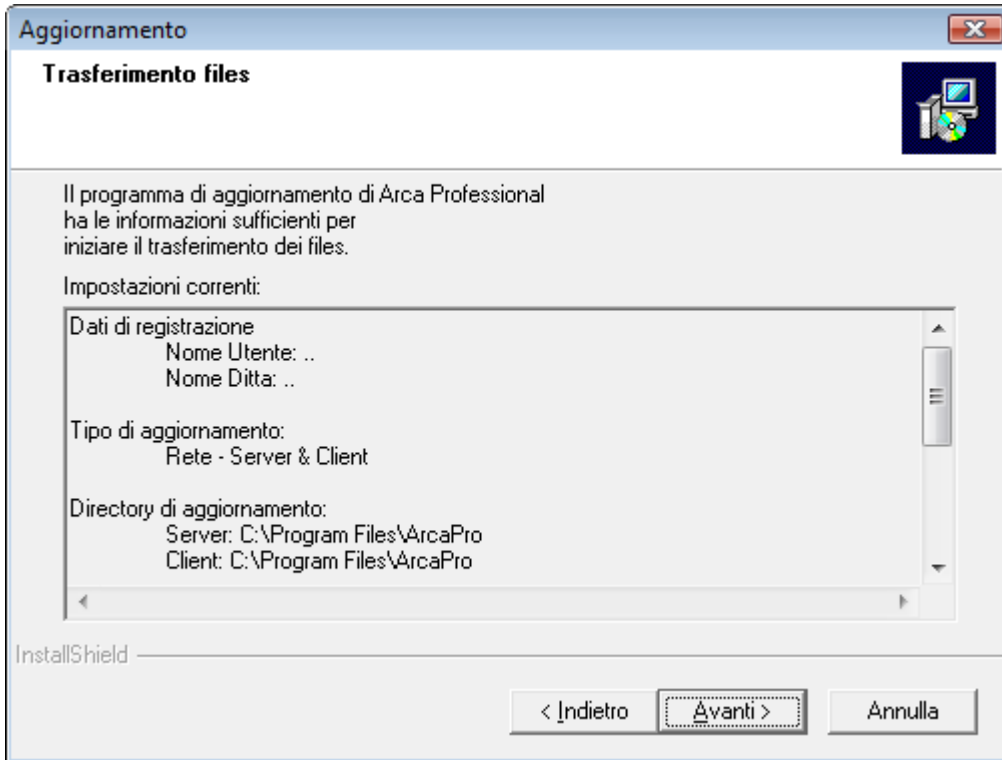 Aggiornamento
Trasferimento files
Il programma di aggiornamento di Arca Professional
ha le informazioni sufficienti per
iniziare il trasferimento dei files.
Impostazioni correnti:
Dati di registrazione
Nome Utente: ..
Nome Ditta: ..
Tipo di aggiornamento:
Rete - Server & Client
Directory di aggiornamento:
Server: C:\Program Files\ArcaPro
Client: C:\Program Files\ArcaPro
InstallShield
< Indietro
Avanti >
Annulla